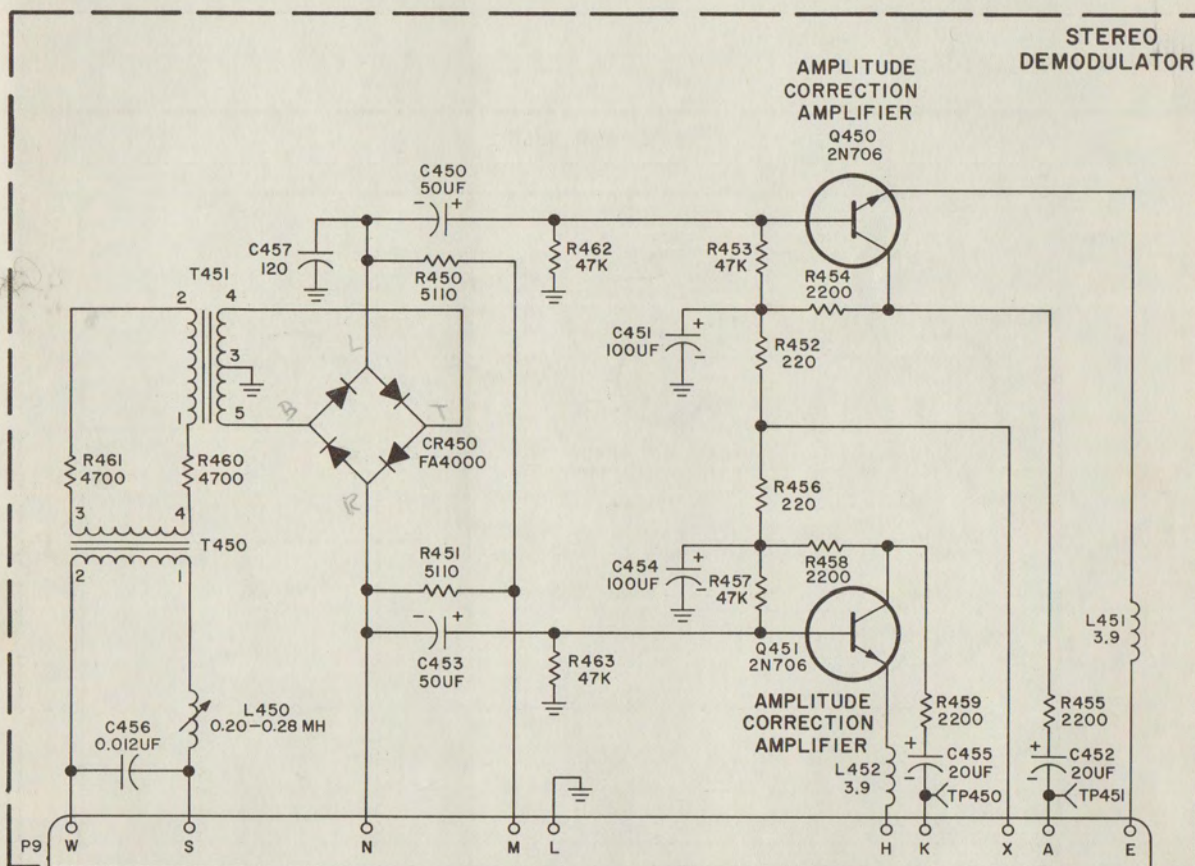 STEREO
DEMODULATOR
AMPLITUDE
CORRECTION
AMPLIFIER
Q450
2N706
C450
50UF
- +
C457
120
R450
5110
R462
47K
R453
47K
R454
2200
T451
2 4
3
1 5
C451
100UF
+
-
R452
220
L
B T
R
CR450
FA4000
R461
4700
R460
4700
3 4
T450
2 1
R456
220
R451
5110
C454
100UF
+
-
R457
47K
R458
2200
- +
C453
50UF
R463
47K
Q451
2N706
L451
3.9
AMPLITUDE
CORRECTION
AMPLIFIER
L450
0.20-0.28 MH
C456
0.012UF
R459
2200
R455
2200
L452
3.9
+
-
C455
20UF
+
-
C452
20UF
TP450
TP451
P9 W S N M L H K X A E